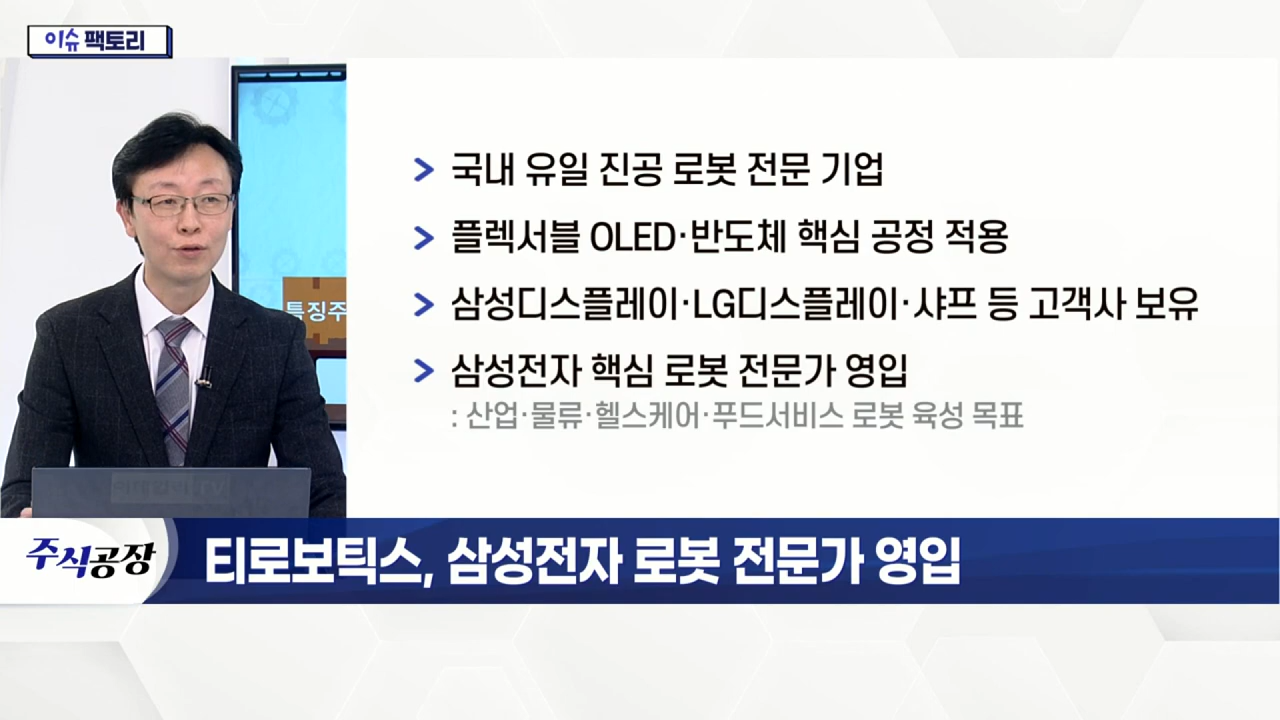 이슈 팩토리
> 국내 유일 진공 로봇 전문 기업
> 플렉서블 OLED·반도체 핵심 공정 적용
> 삼성디스플레이·LG디스플레이·샤프 등 고객사 보유
> 삼성전자 핵심 로봇 전문가 영입
: 산업·물류·헬스케어·푸드서비스 로봇 육성 목표
특징주
주식공장
티로보틱스, 삼성전자 로봇 전문가 영입